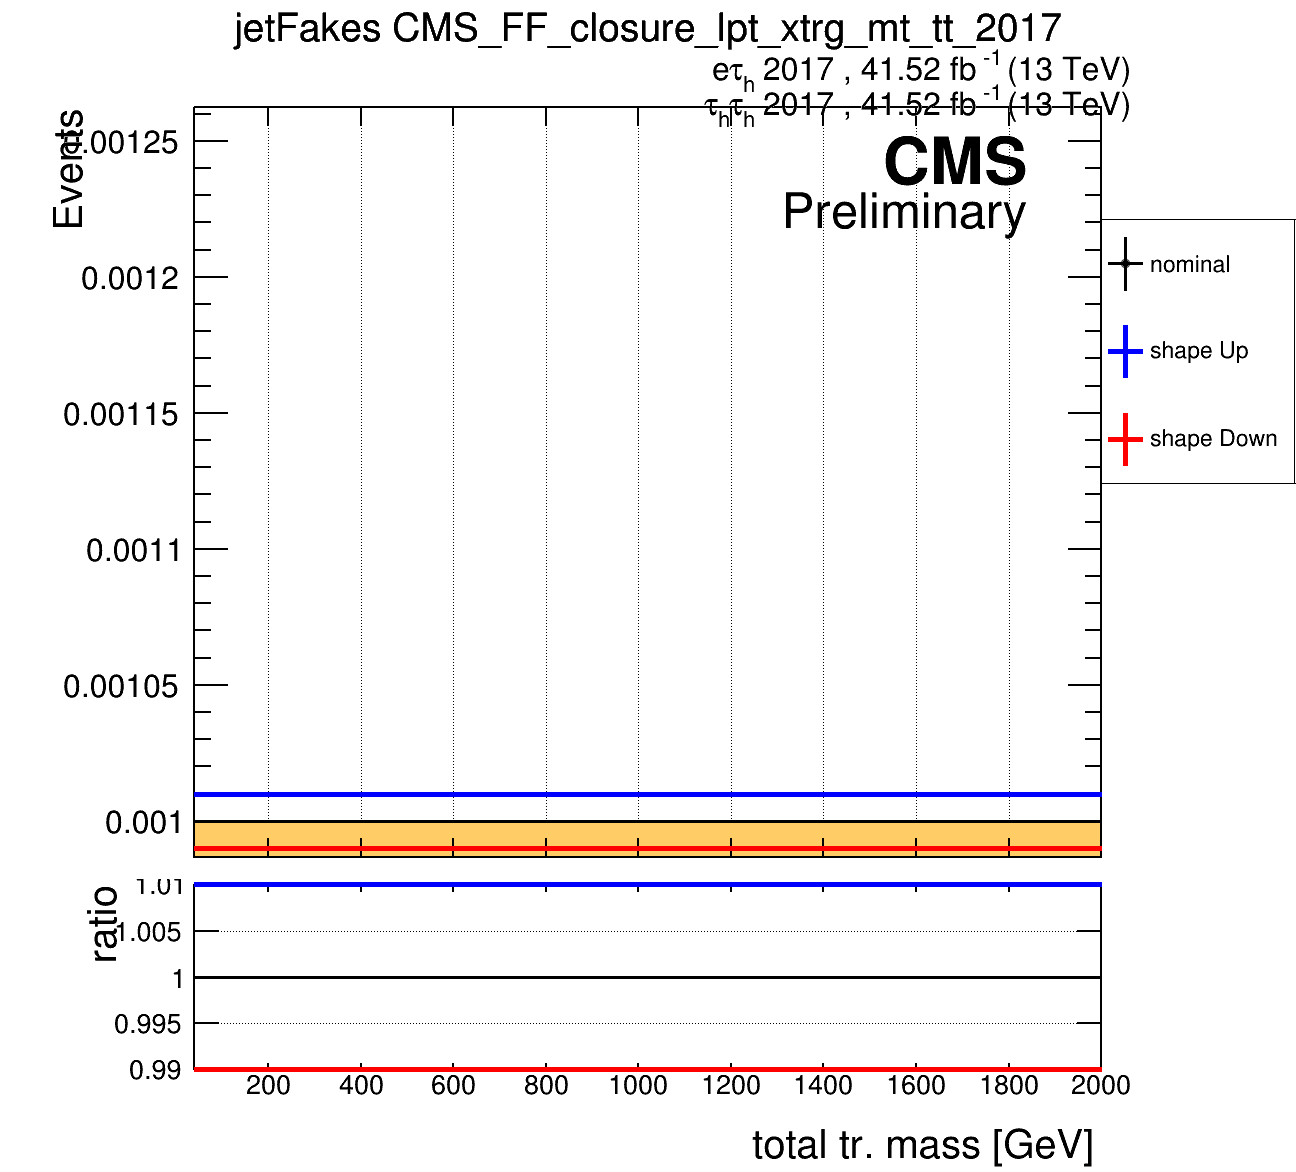 jetFakes CMS_FF_closure_lpt_xtrg_mt_tt_2017
eτh 2017 , 41.52 fb -1 (13 TeV)
τhτh 2017 , 41.52 fb -1 (13 TeV)
CMS
Preliminary
Events
0.00125
0.0012
0.00115
0.0011
0.00105
0.001
nominal
shape Up
shape Down
ratio
1.01
1.005
1
0.995
0.99
200 400 600 800 1000 1200 1400 1600 1800 2000
total tr. mass [GeV]